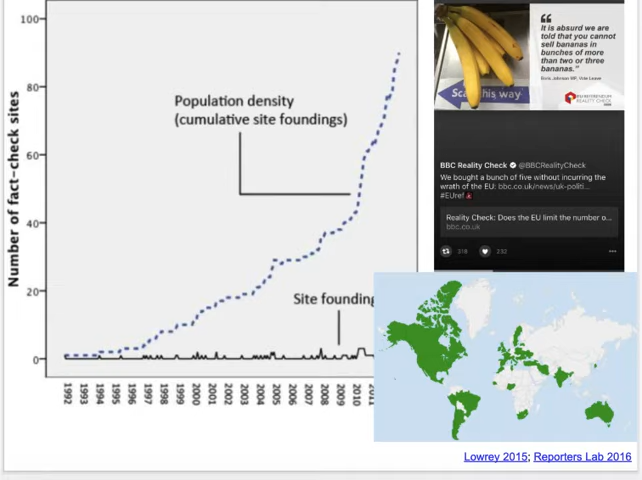 Number of fact-check sites
100
80
60
40
20
0
Population density
(cumulative site foundings)
Site founding
1992
1993
1994
1995
1996
1997
1998
1999
2000
2001
2002
2003
2004
2005
2006
2007
2008
2009
2010
“
It is absurd we are
told that you cannot
sell bananas in
bunches of more
than two or three
bananas."
Boris Johnson MP, Vote Leave
this way
REALITY CHECK
BBC Reality Check @BBCRealityCheck
We bought a bunch of five without incurring the
wrath of the EU: bbc.co.uk/news/uk-politi...
#EUref
Reality Check: Does the EU limit the number o...
bbc.co.uk
318 232
Lowrey 2015; Reporters Lab 2016